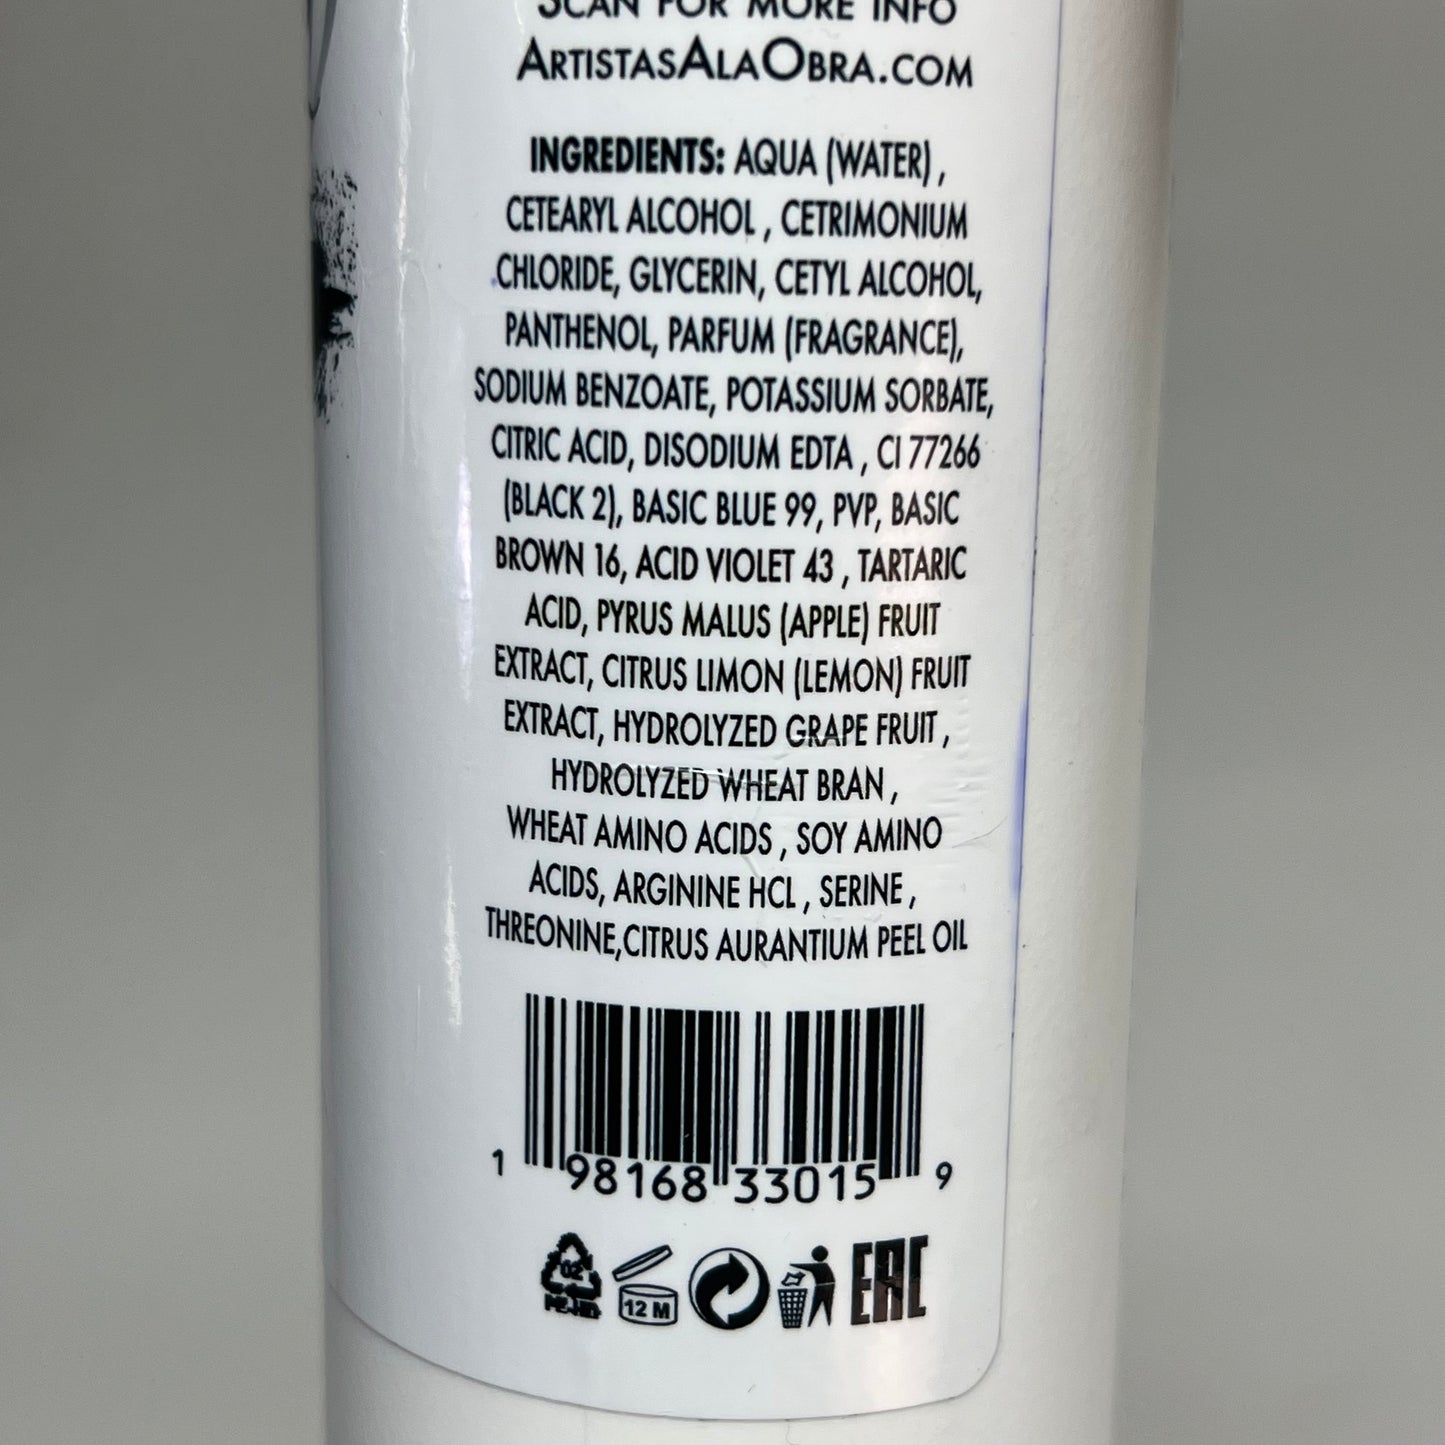 SCAN FOR MORE INFO
ARTISTASALAOBRA.COM
INGREDIENTS: AQUA (WATER) ,
CETEARYL ALCOHOL , CETRIMONIUM
CHLORIDE, GLYCERIN, CETYL ALCOHOL,
PANTHENOL, PARFUM (FRAGRANCE),
SODIUM BENZOATE, POTASSIUM SORBATE,
CITRIC ACID, DISODIUM EDTA , CI 77266
(BLACK 2), BASIC BLUE 99, PVP, BASIC
BROWN 16, ACID VIOLET 43 , TARTARIC
ACID, PYRUS MALUS (APPLE) FRUIT
EXTRACT, CITRUS LIMON (LEMON) FRUIT
EXTRACT, HYDROLYZED GRAPE FRUIT ,
HYDROLYZED WHEAT BRAN ,
WHEAT AMINO ACIDS , SOY AMINO
ACIDS, ARGININE HCL , SERINE ,
THREONINE,CITRUS AURANTIUM PEEL OIL
1 98168 33015 9
02
PE-HD
12 M
EAC